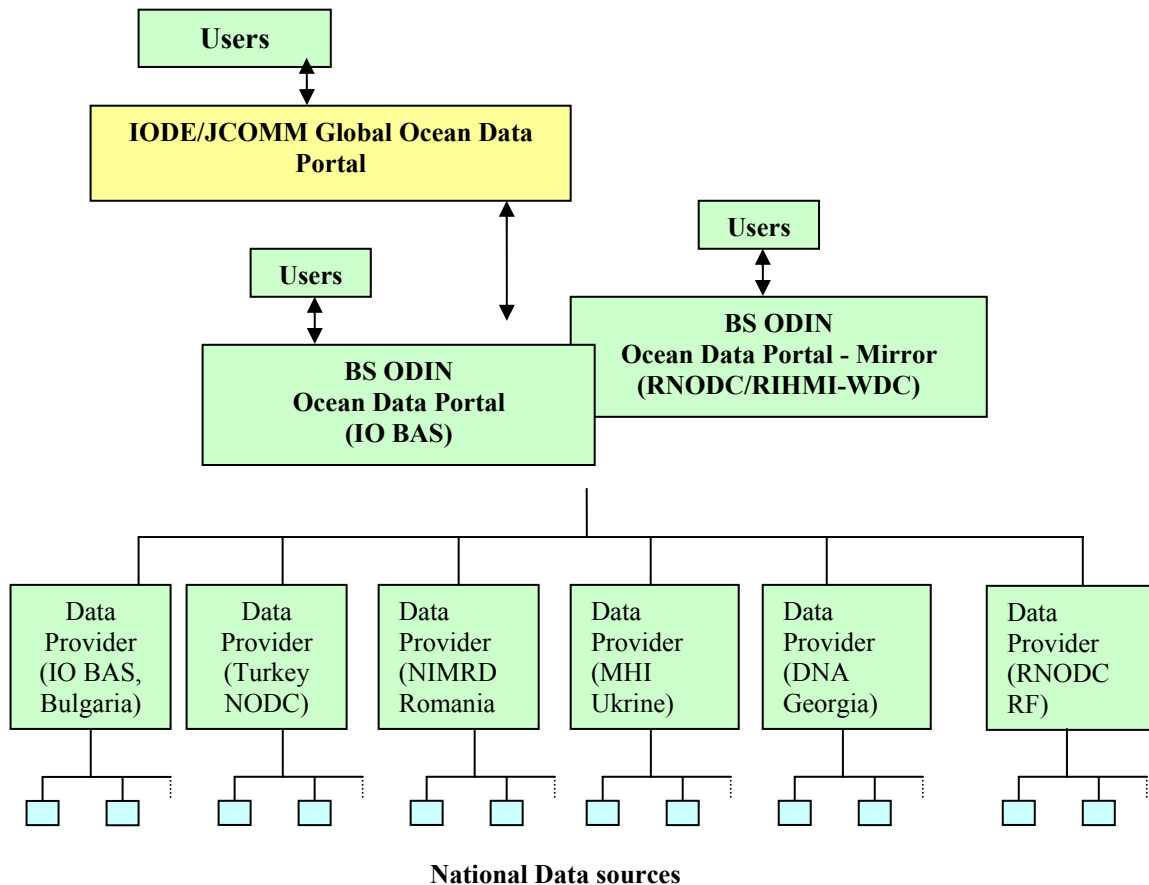 Users
IODE/JCOMM Global Ocean Data
Portal
Users
Users
BS ODIN
Ocean Data Portal - Mirror
(RNODC/RIHMI-WDC)
BS ODIN
Ocean Data Portal
(IO BAS)
Data
Provider
(IO BAS,
Bulgaria)
Data
Provider
(Turkey
NODC)
Data
Provider
(NIMRD
Romania
Data
Provider
(MHI
Ukrine)
Data
Provider
(DNA
Georgia)
Data
Provider
(RNODC
RF)
National Data sources